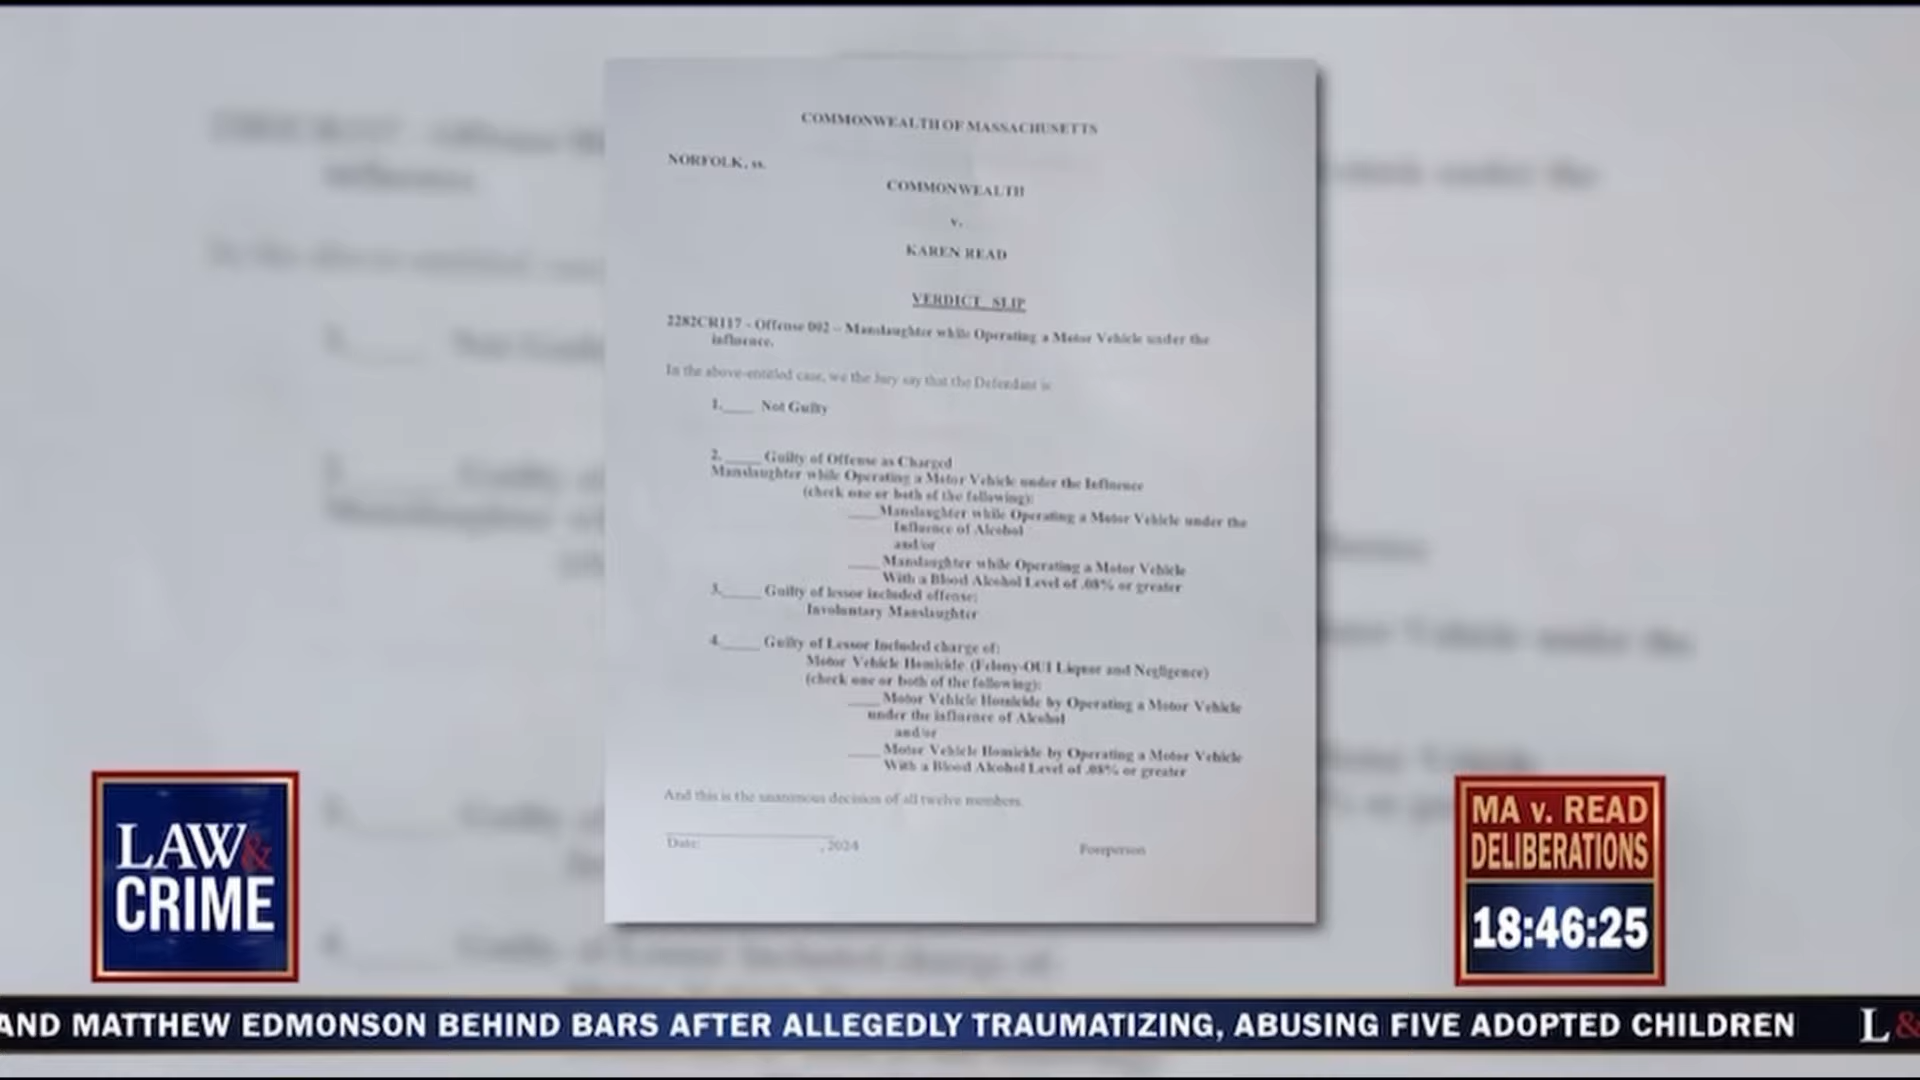 COMMONWEALTH OF MASSACHUSETTS
NORFOLK, ss.
COMMONWEALTH
v.
KAREN READ
VERDICT SLIP
2282CR117 - Offense 002 – Manslaughter while Operating a Motor Vehicle under the
influence.
In the above-entitled case, we the Jury say that the Defendant is
1.____ Not Guilty
2. ____ Guilty of Offense as Charged
Manslaughter while Operating a Motor Vehicle under the Influence
(check one or both of the following):
____Manslaughter while Operating a Motor Vehicle under the
Influence of Alcohol
and/or
____ Manslaughter while Operating a Motor Vehicle
With a Blood Alcohol Level of .08% or greater
3.____ Guilty of lessor included offense:
Involuntary Manslaughter
4.____ Guilty of Lessor Included charge of:
Motor Vehicle Homicide (Felony-OUI Liquor and Negligence)
(check one or both of the following):
____ Motor Vehicle Homicide by Operating a Motor Vehicle
under the influence of Alcohol
and/or
____ Motor Vehicle Homicide by Operating a Motor Vehicle
With a Blood Alcohol Level of .08% or greater
And this is the unanimous decision of all twelve members.
Date: , 2024
Foreperson
LAW&
CRIME
MA v. READ
DELIBERATIONS
18:46:25
AND MATTHEW EDMONSON BEHIND BARS AFTER ALLEGEDLY TRAUMATIZING, ABUSING FIVE ADOPTED CHILDREN
L&